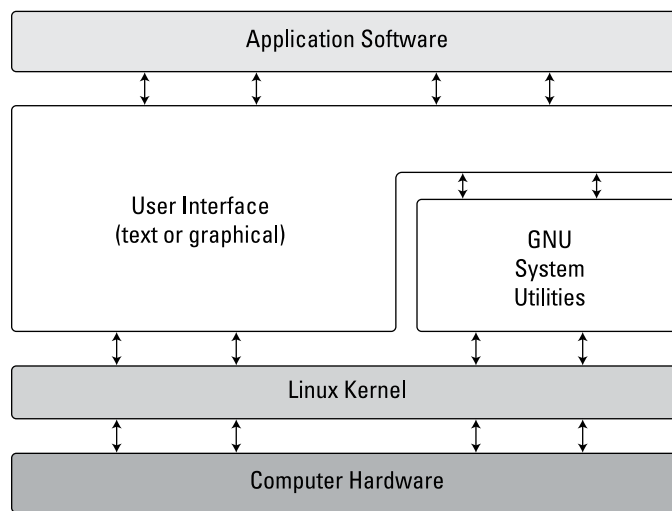 Application Software
User Interface
(text or graphical)
GNU
System
Utilities
Linux Kernel
Computer Hardware